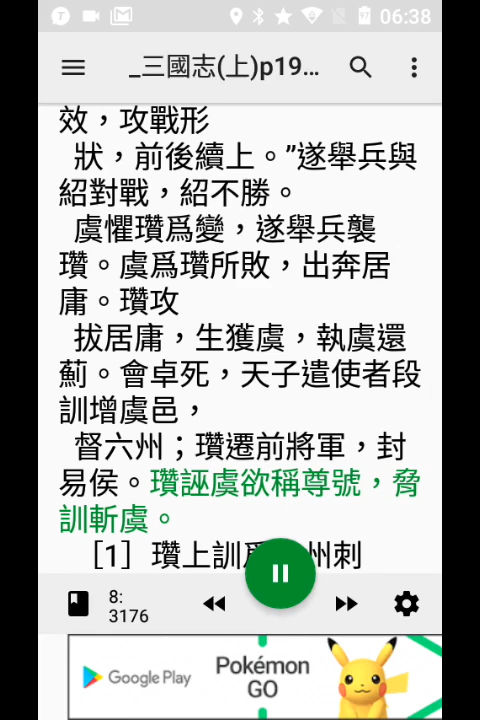 06:38
_三國志(上)p19...
效，攻戰形
狀，前後續上。”遂舉兵與
紹對戰，紹不勝。
虞懼瓚爲變，遂舉兵襲
瓚。虞爲瓚所敗，出奔居
庸。瓚攻
拔居庸，生獲虞，執虞還
薊。會卓死，天子遣使者段
訓增虞邑，
督六州；瓚遷前將軍，封
易侯。瓚誣虞欲稱尊號，脅
訓斬虞。
［1］瓚上訓爲 州刺
8:
3176
Google Play
Pokémon
GO